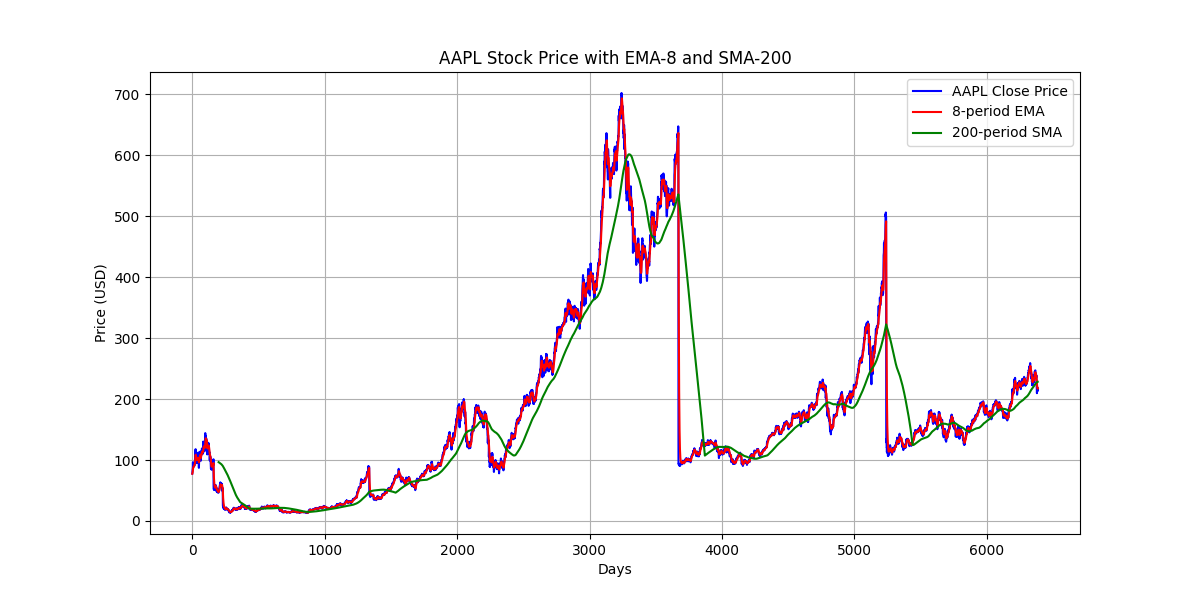 AAPL Stock Price with EMA-8 and SMA-200
AAPL Close Price
8-period EMA
200-period SMA
Price (USD)
700
600
500
400
300
200
100
0
0 1000 2000 3000 4000 5000 6000
Days